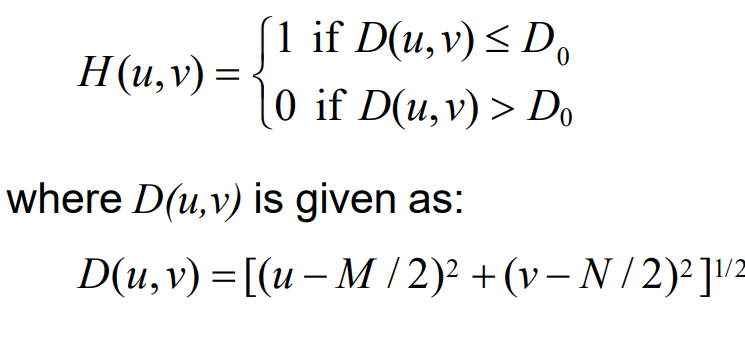 H(u,v) = {1 if D(u,v) ≤ D₀
0 if D(u,v) > D₀
where D(u,v) is given as:
D(u,v) = [(u – M / 2)² + (v – N / 2)²]¹/²